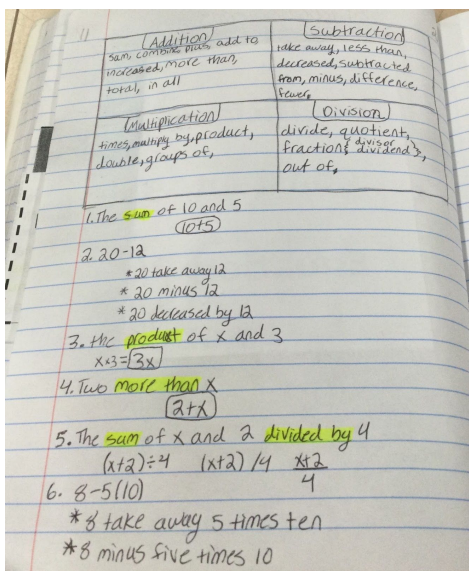 Addition
sum, combine, plus, add to,
increased, more than,
total, in all
Subtraction
take away, less than,
decreased, subtracted
from, minus, difference,
fewer,
Multiplication
times, multiply by, product,
double, groups of,
Division
divide, quotient,
fraction { divisor
dividend },
out of,
1. The sum of 10 and 5
10+5
2. 20-12
*20 take away 12
* 20 minus 12
* 20 decreased by 12
3. the product of x and 3
x×3=3x
4. Two more than x
2+x
5. The sum of x and 2 divided by 4
(x+2)÷4 (x+2)/4 x+2
4
6. 8-5(10)
*8 take away 5 times ten
*8 minus five times 10